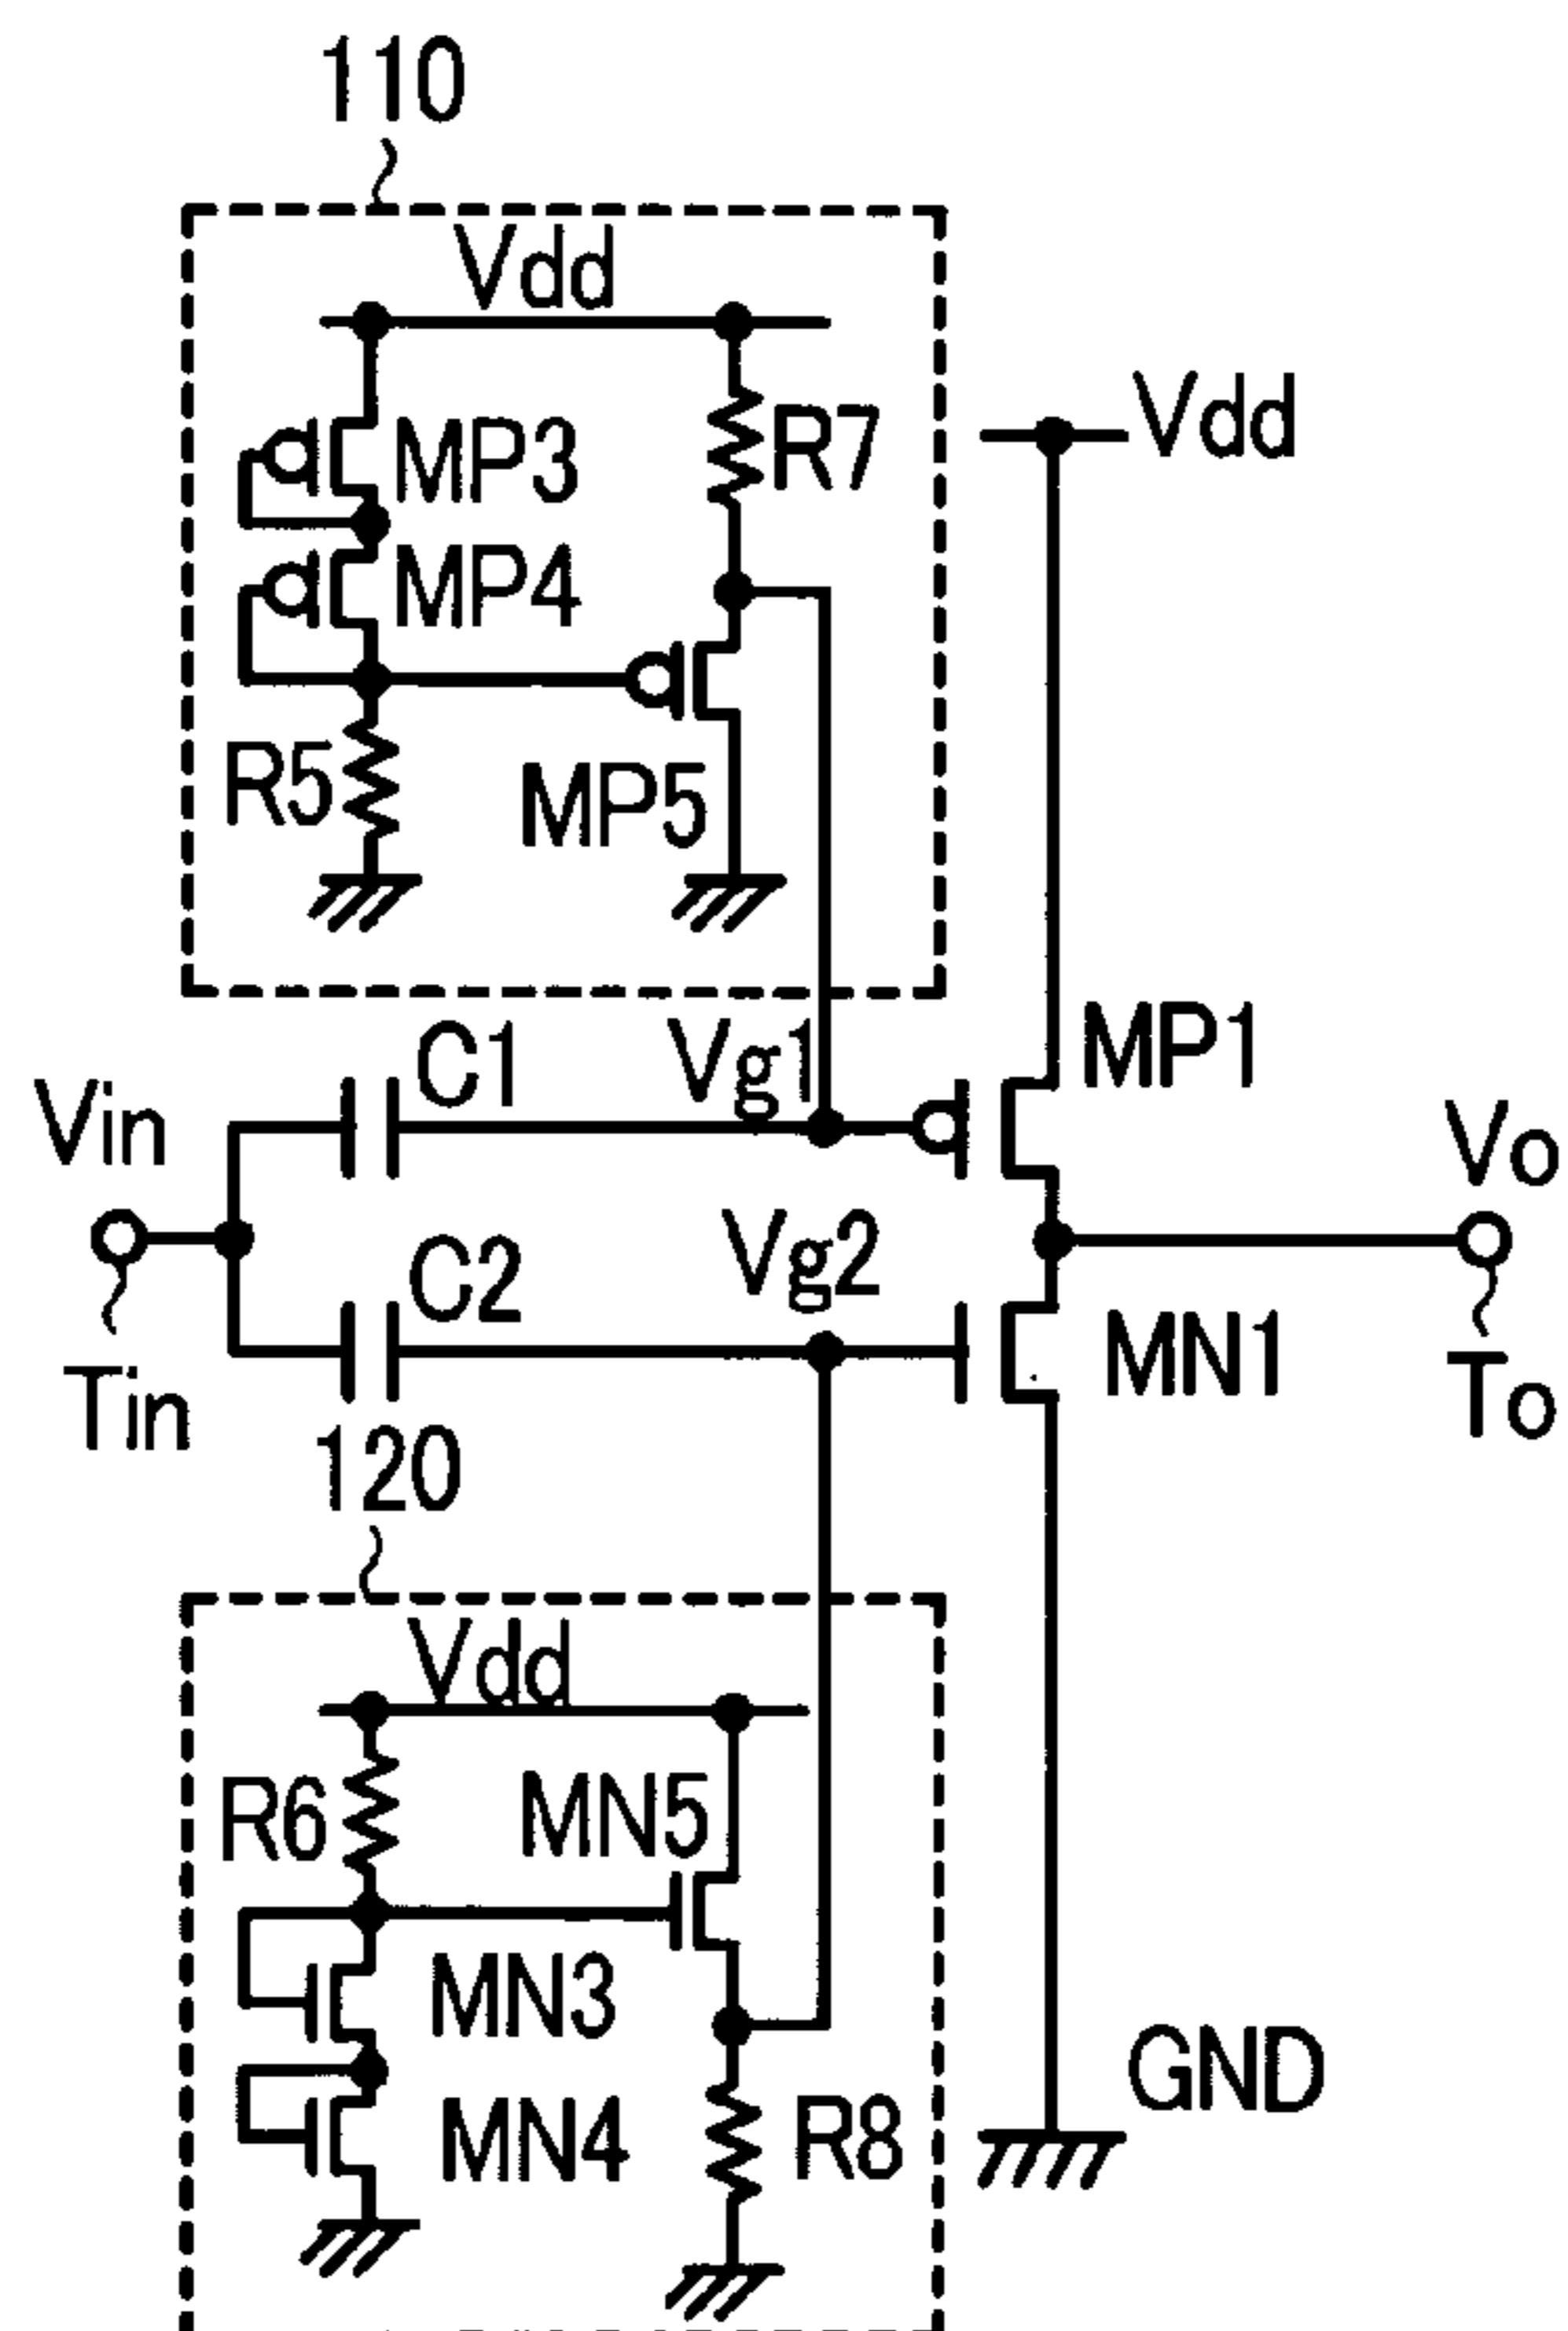 110
Vdd
Vdd
MP3
R7
MP4
R5
MP5
C1
Vg1
MP1
Vin
Vo
C2
Vg2
MN1
Tin
To
120
Vdd
R6
MN5
MN3
GND
MN4
R8